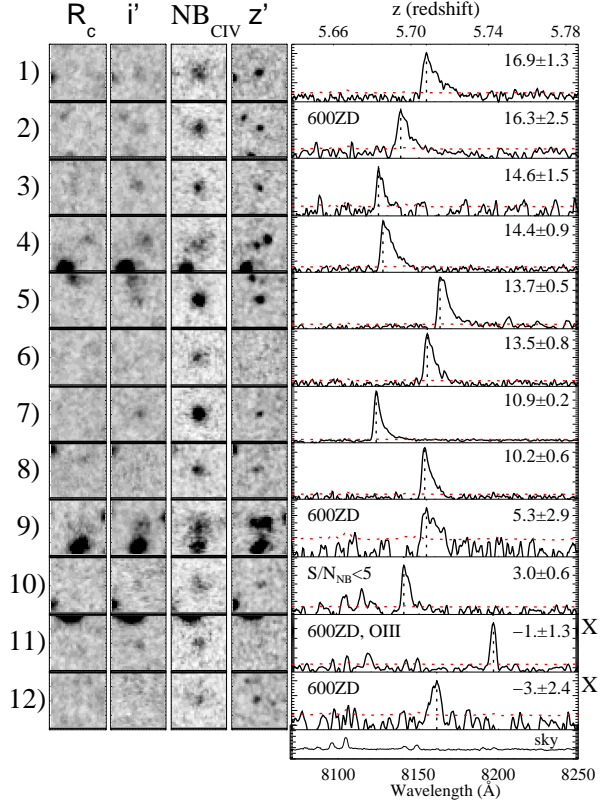 z (redshift)
R_c i' NB_CIV z' 5.66 5.70 5.74 5.78
1) 16.9±1.3
2) 600ZD 16.3±2.5
3) 14.6±1.5
4) 14.4±0.9
5) 13.7±0.5
6) 13.5±0.8
7) 10.9±0.2
8) 10.2±0.6
9) 600ZD 5.3±2.9
10) S/N_NB<5 3.0±0.6
11) 600ZD, OIII −1.±1.3 X
12) 600ZD −3.±2.4 X
sky
8100 8150 8200 8250
Wavelength (Å)